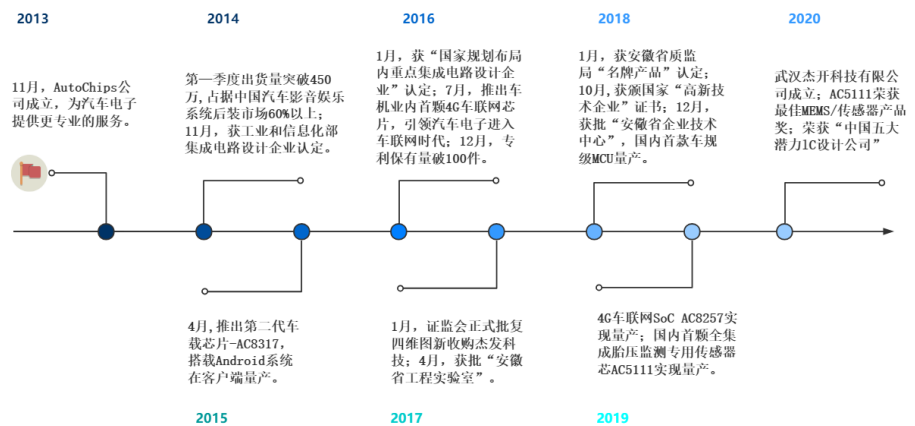 2013
11月，AutoChips公
司成立，为汽车电子
提供更专业的服务。
2014
第一季度出货量突破450
万,占据中国汽车影音娱乐
系统后装市场60%以上；
11月，获工业和信息化部
集成电路设计企业认定。
2016
1月，获“国家规划布局
内重点集成电路设计企
业”认定；7月，推出车
机业内首颗4G车联网芯
片，引领汽车电子进入
车联网时代；12月，专
利保有量破100件。
2018
1月，获安徽省质监
局“名牌产品”认定；
10月,获颁国家“高新技
术企业”证书；12月，
获批“安徽省企业技术
中心”，国内首款车规
级MCU量产。
2020
武汉杰开科技有限公
司成立；AC5111荣获
最佳MEMS/传感器产品
奖；荣获“中国五大
潜力lC设计公司”
4月,推出第二代车
载芯片-AC8317，
搭载Android系统
在客户端量产。
2015
1月，证监会正式批复
四维图新收购杰发科
技；4月，获批“安徽
省工程实验室”。
2017
4G车联网SoC AC8257实
现量产；国内首颗全集
成胎压监测专用传感器
芯AC5111实现量产。
2019